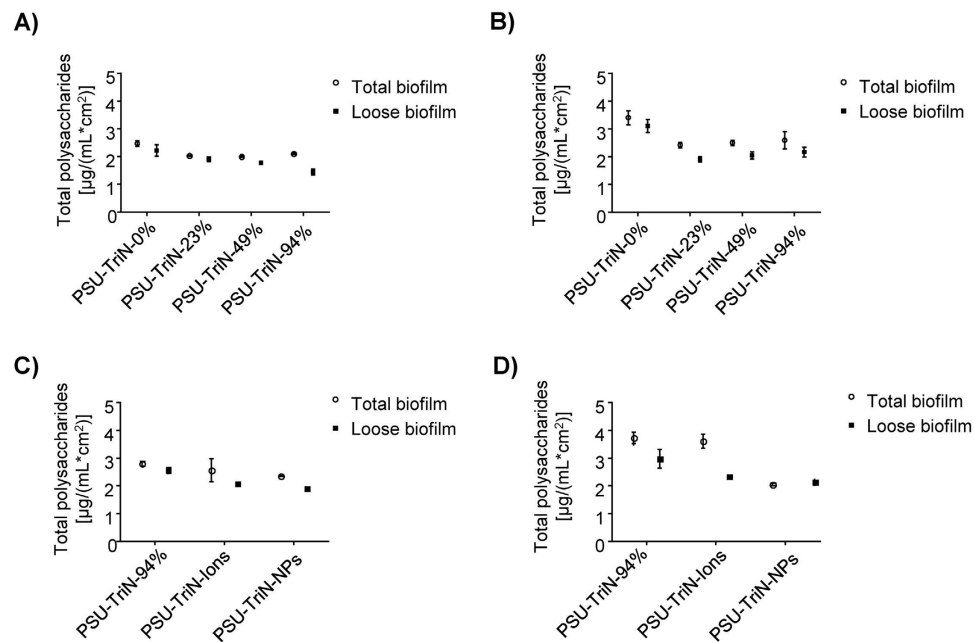 A)
Total polysaccharides
[µg/(mL*cm²)]
5
4
3
2
1
0
PSU-TriN-0%
PSU-TriN-23%
PSU-TriN-49%
PSU-TriN-94%
Total biofilm
Loose biofilm
B)
Total polysaccharides
[µg/(mL*cm²)]
5
4
3
2
1
0
PSU-TriN-0%
PSU-TriN-23%
PSU-TriN-49%
PSU-TriN-94%
Total biofilm
Loose biofilm
C)
Total polysaccharides
[µg/(mL*cm²)]
5
4
3
2
1
0
PSU-TriN-94%
PSU-TriN-Ions
PSU-TriN-NPs
Total biofilm
Loose biofilm
D)
Total polysaccharides
[µg/(mL*cm²)]
5
4
3
2
1
0
PSU-TriN-94%
PSU-TriN-Ions
PSU-TriN-NPs
Total biofilm
Loose biofilm